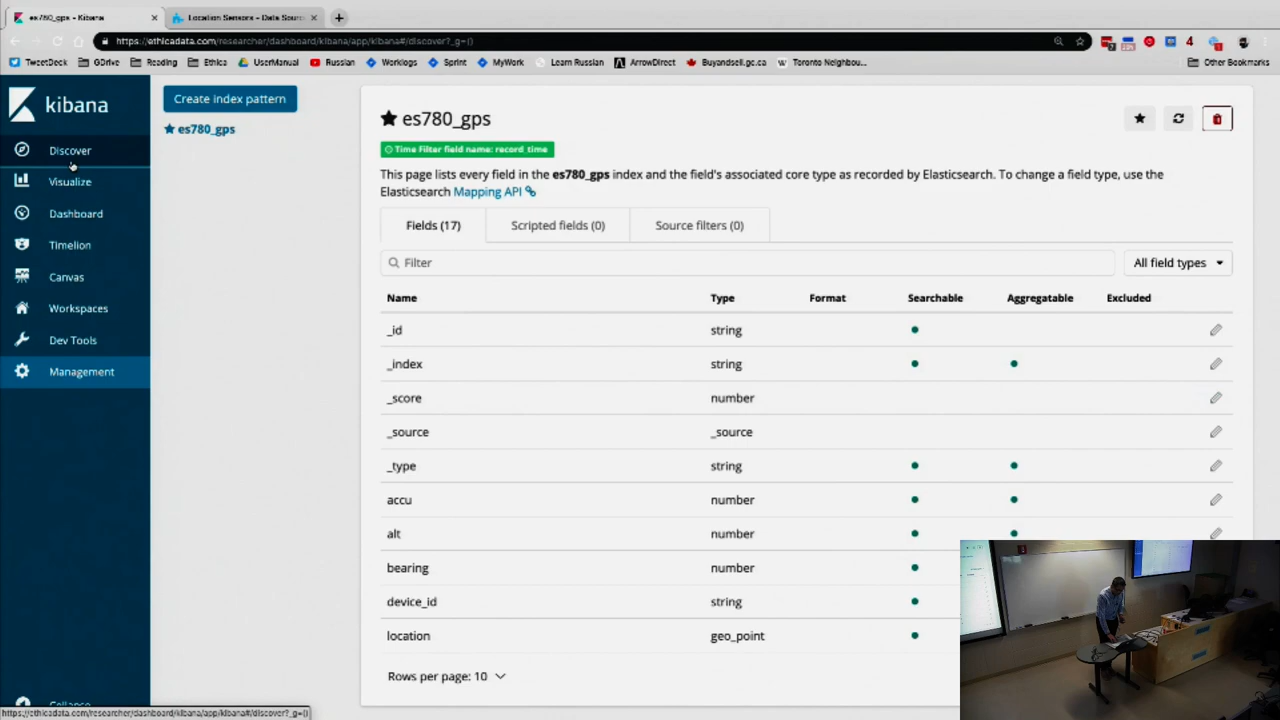 es780_gps - Kibana
Location Sensors - Data Sourc
https://ethicadata.com/researcher/dashboard/kibana/app/kibana#/discover?_g=()
TweetDeck
GDrive
Reading
Ethica
UserManual
Russian
Worklogs
Sprint
MyWork
Learn Russian
ArrowDirect
Buyandsell.gc.ca
Toronto Neighbou...
Other Bookmarks
kibana
Discover
Visualize
Dashboard
Timelion
Canvas
Workspaces
Dev Tools
Management
Collapse
Create index pattern
es780_gps
es780_gps
Time Filter field name: record_time
This page lists every field in the es780_gps index and the field's associated core type as recorded by Elasticsearch. To change a field type, use the
Elasticsearch Mapping API
Fields (17)
Scripted fields (0)
Source filters (0)
Filter
All field types
Name Type Format Searchable Aggregatable Excluded
_id string
_index string
_score number
_source _source
_type string
accu number
alt number
bearing number
device_id string
location geo_point
Rows per page: 10
https://ethicadata.com/researcher/dashboard/kibana/app/kibana#/discover?_g=()